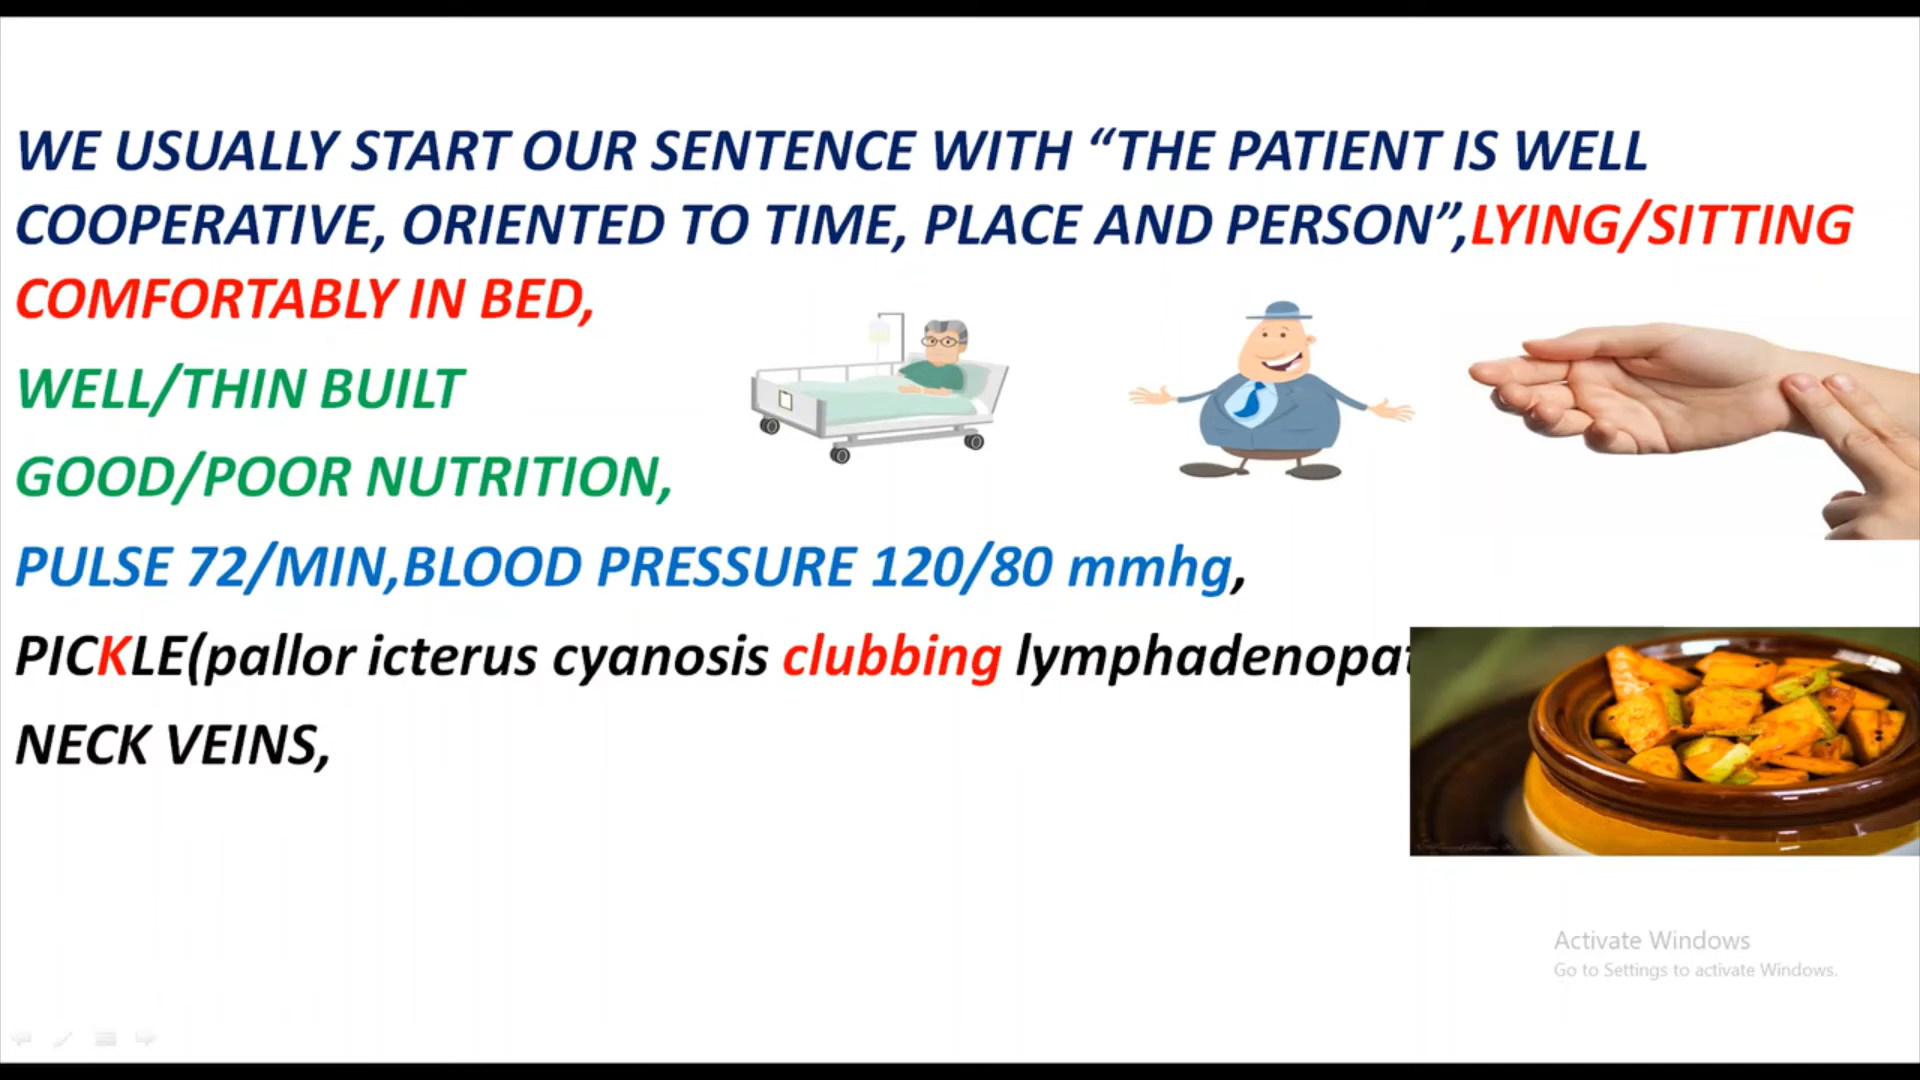 WE USUALLY START OUR SENTENCE WITH “THE PATIENT IS WELL
COOPERATIVE, ORIENTED TO TIME, PLACE AND PERSON”,LYING/SITTING
COMFORTABLY IN BED,
WELL/THIN BUILT
GOOD/POOR NUTRITION,
PULSE 72/MIN,BLOOD PRESSURE 120/80 mmhg,
PICKLE(pallor icterus cyanosis clubbing lymphadenopat
NECK VEINS,
Activate Windows
Go to Settings to activate Windows.